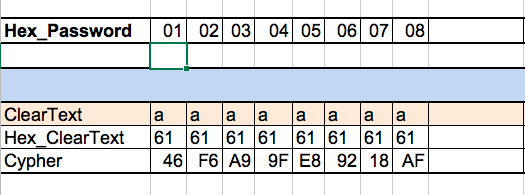 Hex_Password 01 02 03 04 05 06 07 08
ClearText a a a a a a a a
Hex_ClearText 61 61 61 61 61 61 61 61
Cypher 46 F6 A9 9F E8 92 18 AF